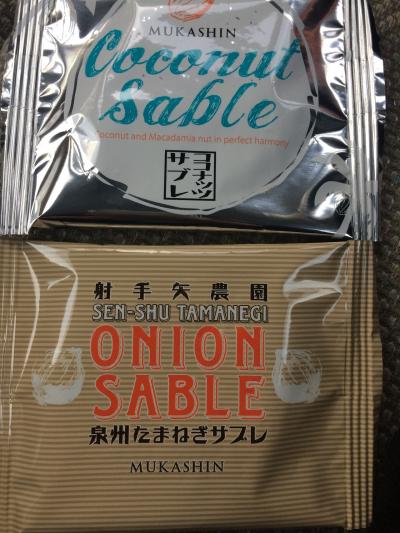 MUKASHIN
Coconut
Sable
Coconut and Macadamia nut in perfect harmony
ココナッツ
サブレ
射手矢農園
SEN-SHU TAMANEGI
ONION
SABLE
泉州たまねぎサブレ
MUKASHIN